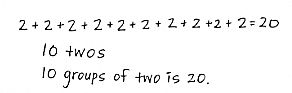 2 + 2 + 2 + 2 + 2 + 2 + 2 + 2 + 2 + 2 = 20
10 twos
10 groups of two is 20.